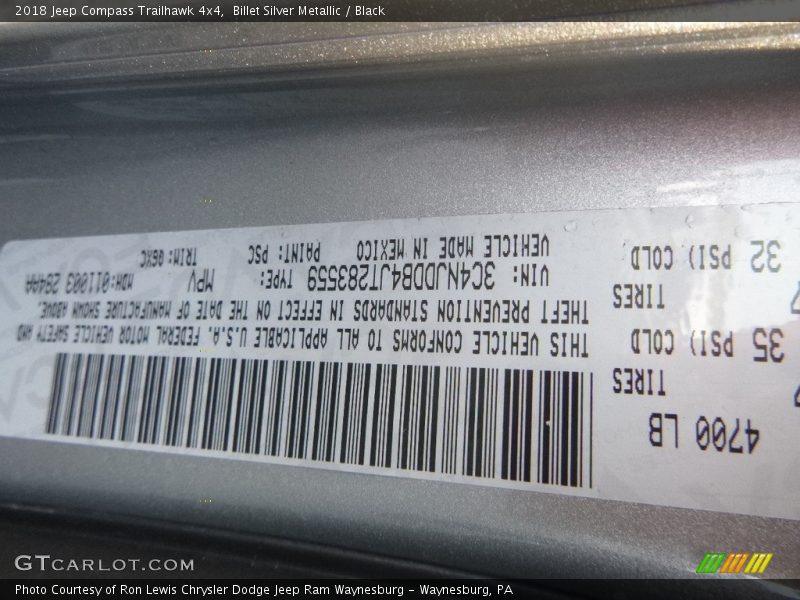 2018 Jeep Compass Trailhawk 4x4, Billet Silver Metallic / Black
4700 LB
TIRES
35 PSI) COLD
TIRES
32 PSI) COLD
THIS VEHICLE CONFORMS TO ALL APPLICABLE U.S.A. FEDERAL MOTOR VEHICLE SAFETY AND
THEFT PREVENTION STANDARDS IN EFFECT ON THE DATE OF MANUFACTURE SHOWN ABOVE.
VIN: 3C4NJDDB4JT283559 TYPE: MPV MDH:011003 284AA
VEHICLE MADE IN MEXICO PAINT: PSC TRIM:
GTCARLOT.COM
Photo Courtesy of Ron Lewis Chrysler Dodge Jeep Ram Waynesburg – Waynesburg, PA